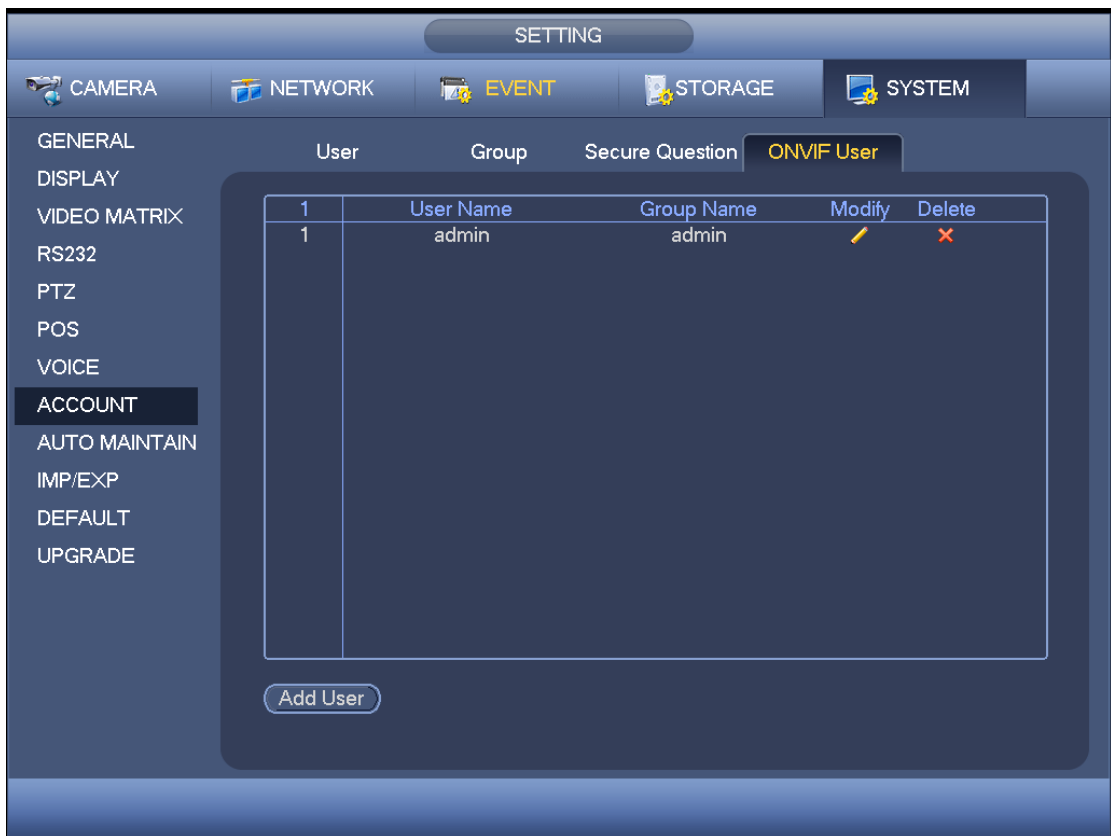 SETTING
CAMERA NETWORK EVENT STORAGE SYSTEM
GENERAL
DISPLAY
VIDEO MATRIX
RS232
PTZ
POS
VOICE
ACCOUNT
AUTO MAINTAIN
IMP/EXP
DEFAULT
UPGRADE
User Group Secure Question ONVIF User
1 User Name Group Name Modify Delete
1 admin admin
Add User